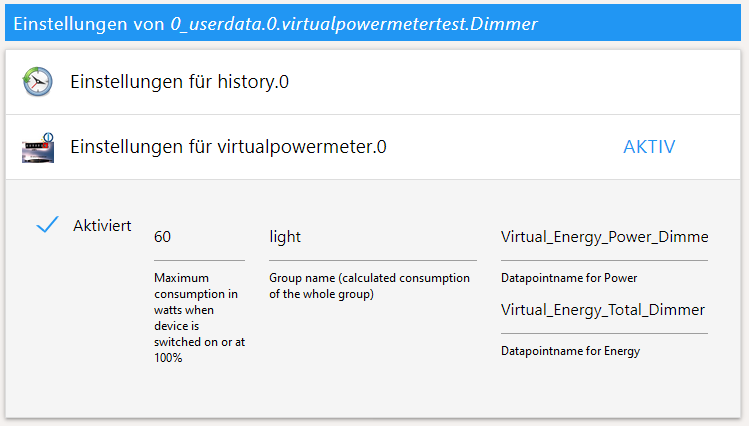 Einstellungen von 0_userdata.0.virtualpowermetertest.Dimmer
Einstellungen für history.0
Einstellungen für virtualpowermeter.0 AKTIV
Aktiviert
60
Maximum
consumption in
watts when
device is
switched on or at
100%
light
Group name (calculated consumption
of the whole group)
Virtual_Energy_Power_Dimme
Datapointname for Power
Virtual_Energy_Total_Dimmer
Datapointname for Energy